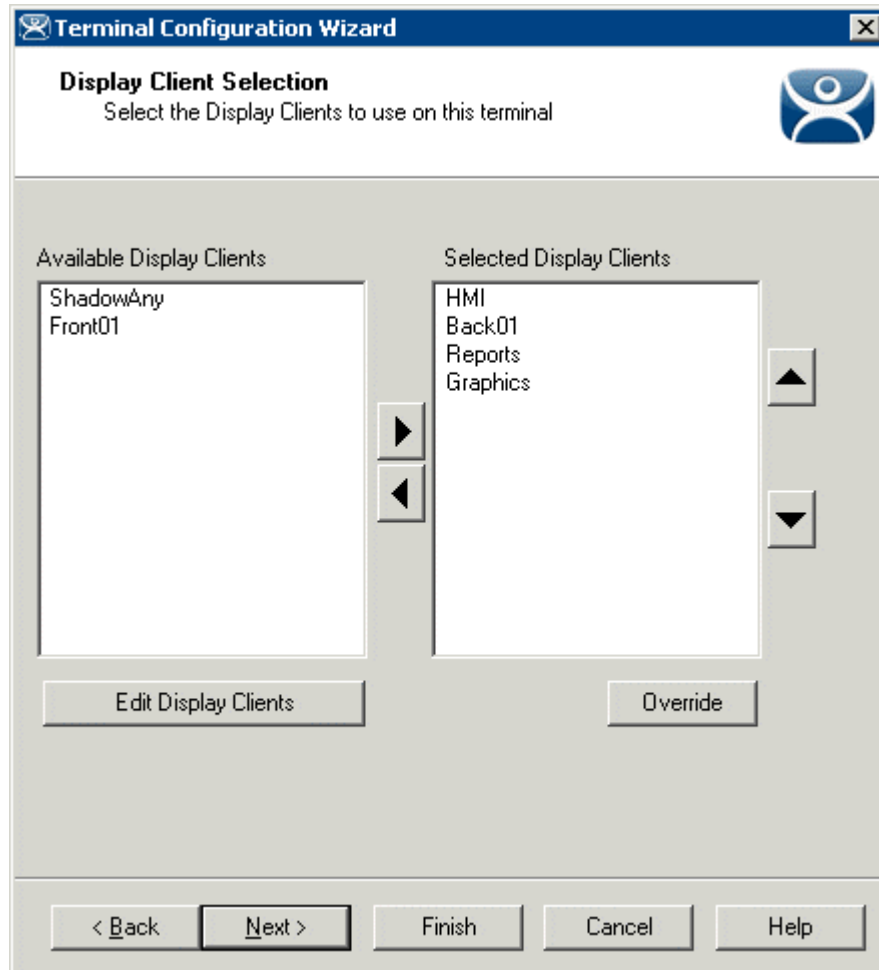 Terminal Configuration Wizard
Display Client Selection
Select the Display Clients to use on this terminal
Available Display Clients
Selected Display Clients
ShadowAny
Front01
HMI
Back01
Reports
Graphics
Edit Display Clients
Override
< Back
Next >
Finish
Cancel
Help